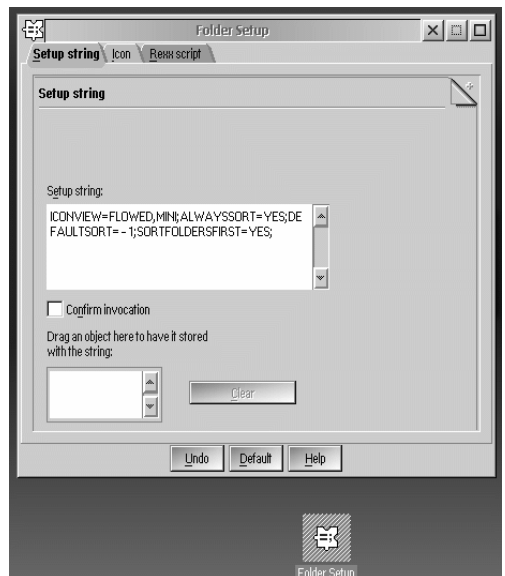 Folder Setup
Setup string
Icon
Rexx script
Setup string
Setup string:
ICONVIEW=FLOWED,MINI;ALWAYSSORT=YES;DE
FAULTSORT=-1;SORTFOLDERSFIRST=YES;
Confirm invocation
Drag an object here to have it stored
with the string:
Clear
Undo
Default
Help
Folder Setup